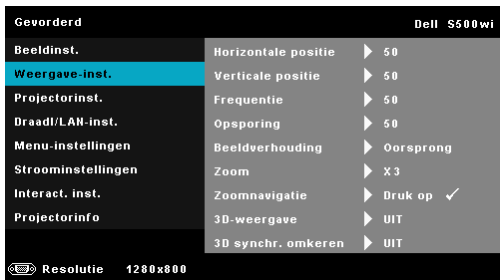 Gevorderd Dell S500wi
Beeldinst.
Weergave-inst.
Projectorinst.
Draadl/LAN-inst.
Menu-instellingen
Stroominstellingen
Interact. inst.
Projectorinfo
Horizontale positie 50
Verticale positie 50
Frequentie 50
Opsporing 50
Beeldverhouding Oorsprong
Zoom X3
Zoomnavigatie Druk op ✓
3D-weergave UIT
3D synchr. omkeren UIT
Resolutie 1280x800